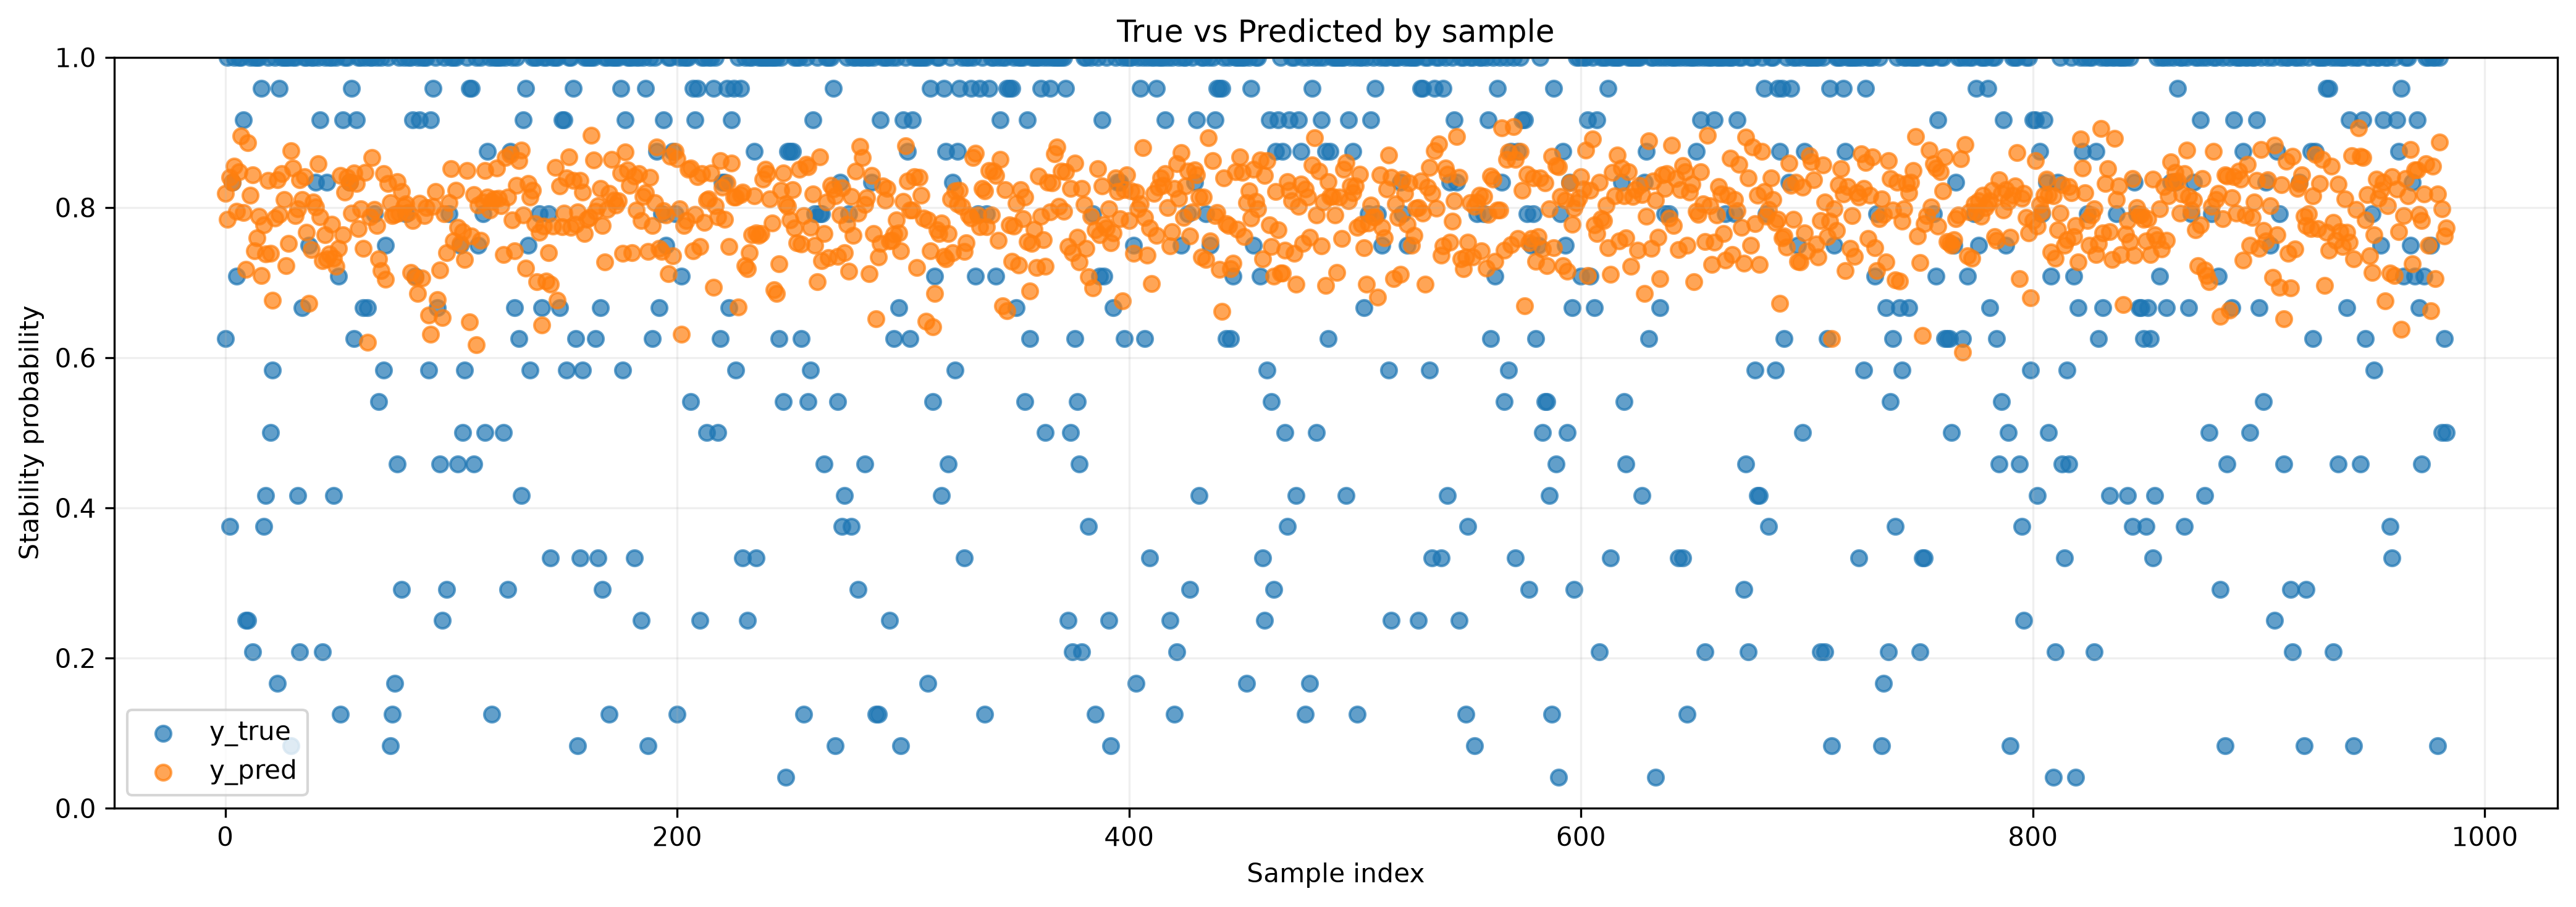 True vs Predicted by sample
Stability probability
1.0
0.8
0.6
0.4
0.2
0.0
y_true
y_pred
0 200 400 600 800 1000
Sample index